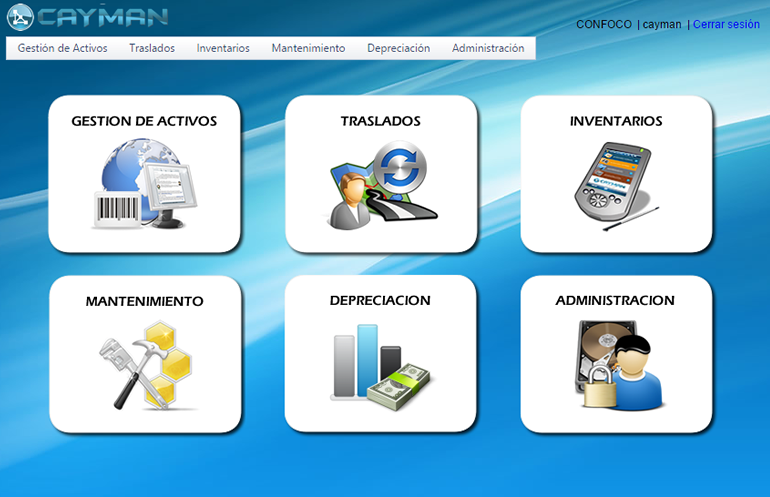 CAYMAN
CONFOCO | cayman | Cerrar sesión
Gestión de Activos Traslados Inventarios Mantenimiento Depreciación Administración
GESTION DE ACTIVOS TRASLADOS INVENTARIOS
CAYMAN
MANTENIMIENTO DEPRECIACION ADMINISTRACION